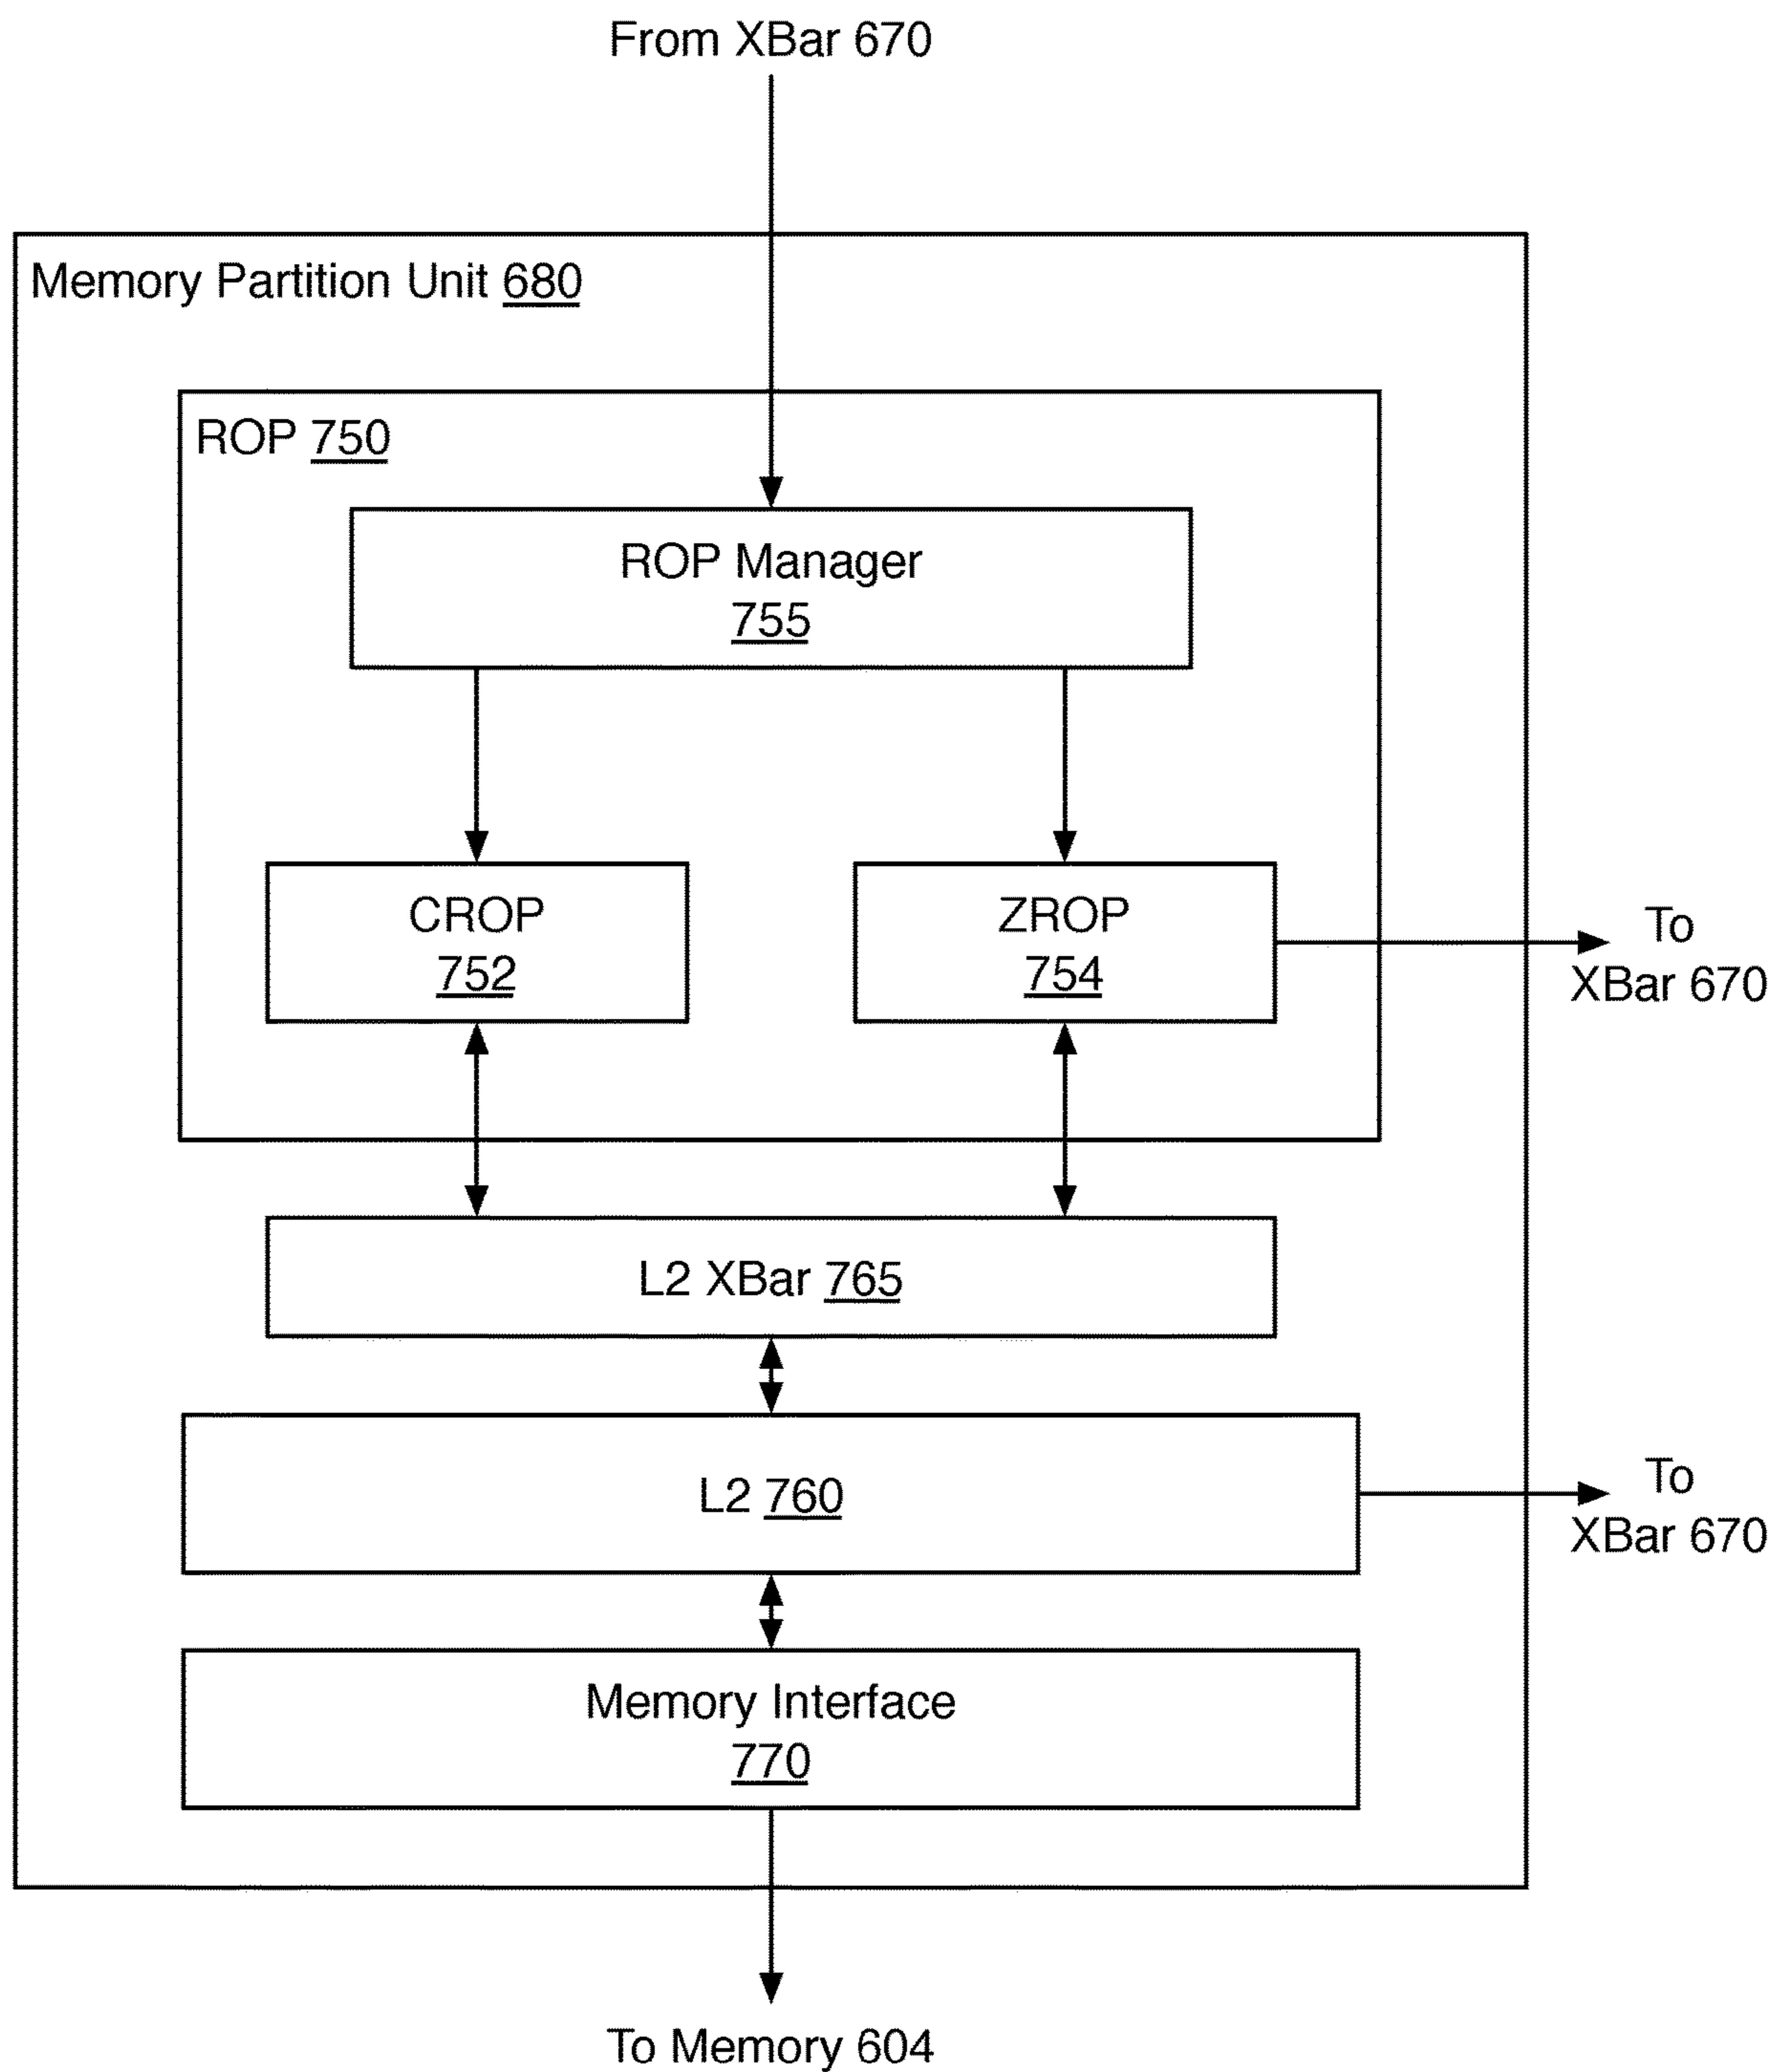 From XBar 670
Memory Partition Unit 680
ROP 750
ROP Manager
755
CROP
752
ZROP
754
To
XBar 670
L2 XBar 765
L2 760
To
XBar 670
Memory Interface
770
To Memory 604